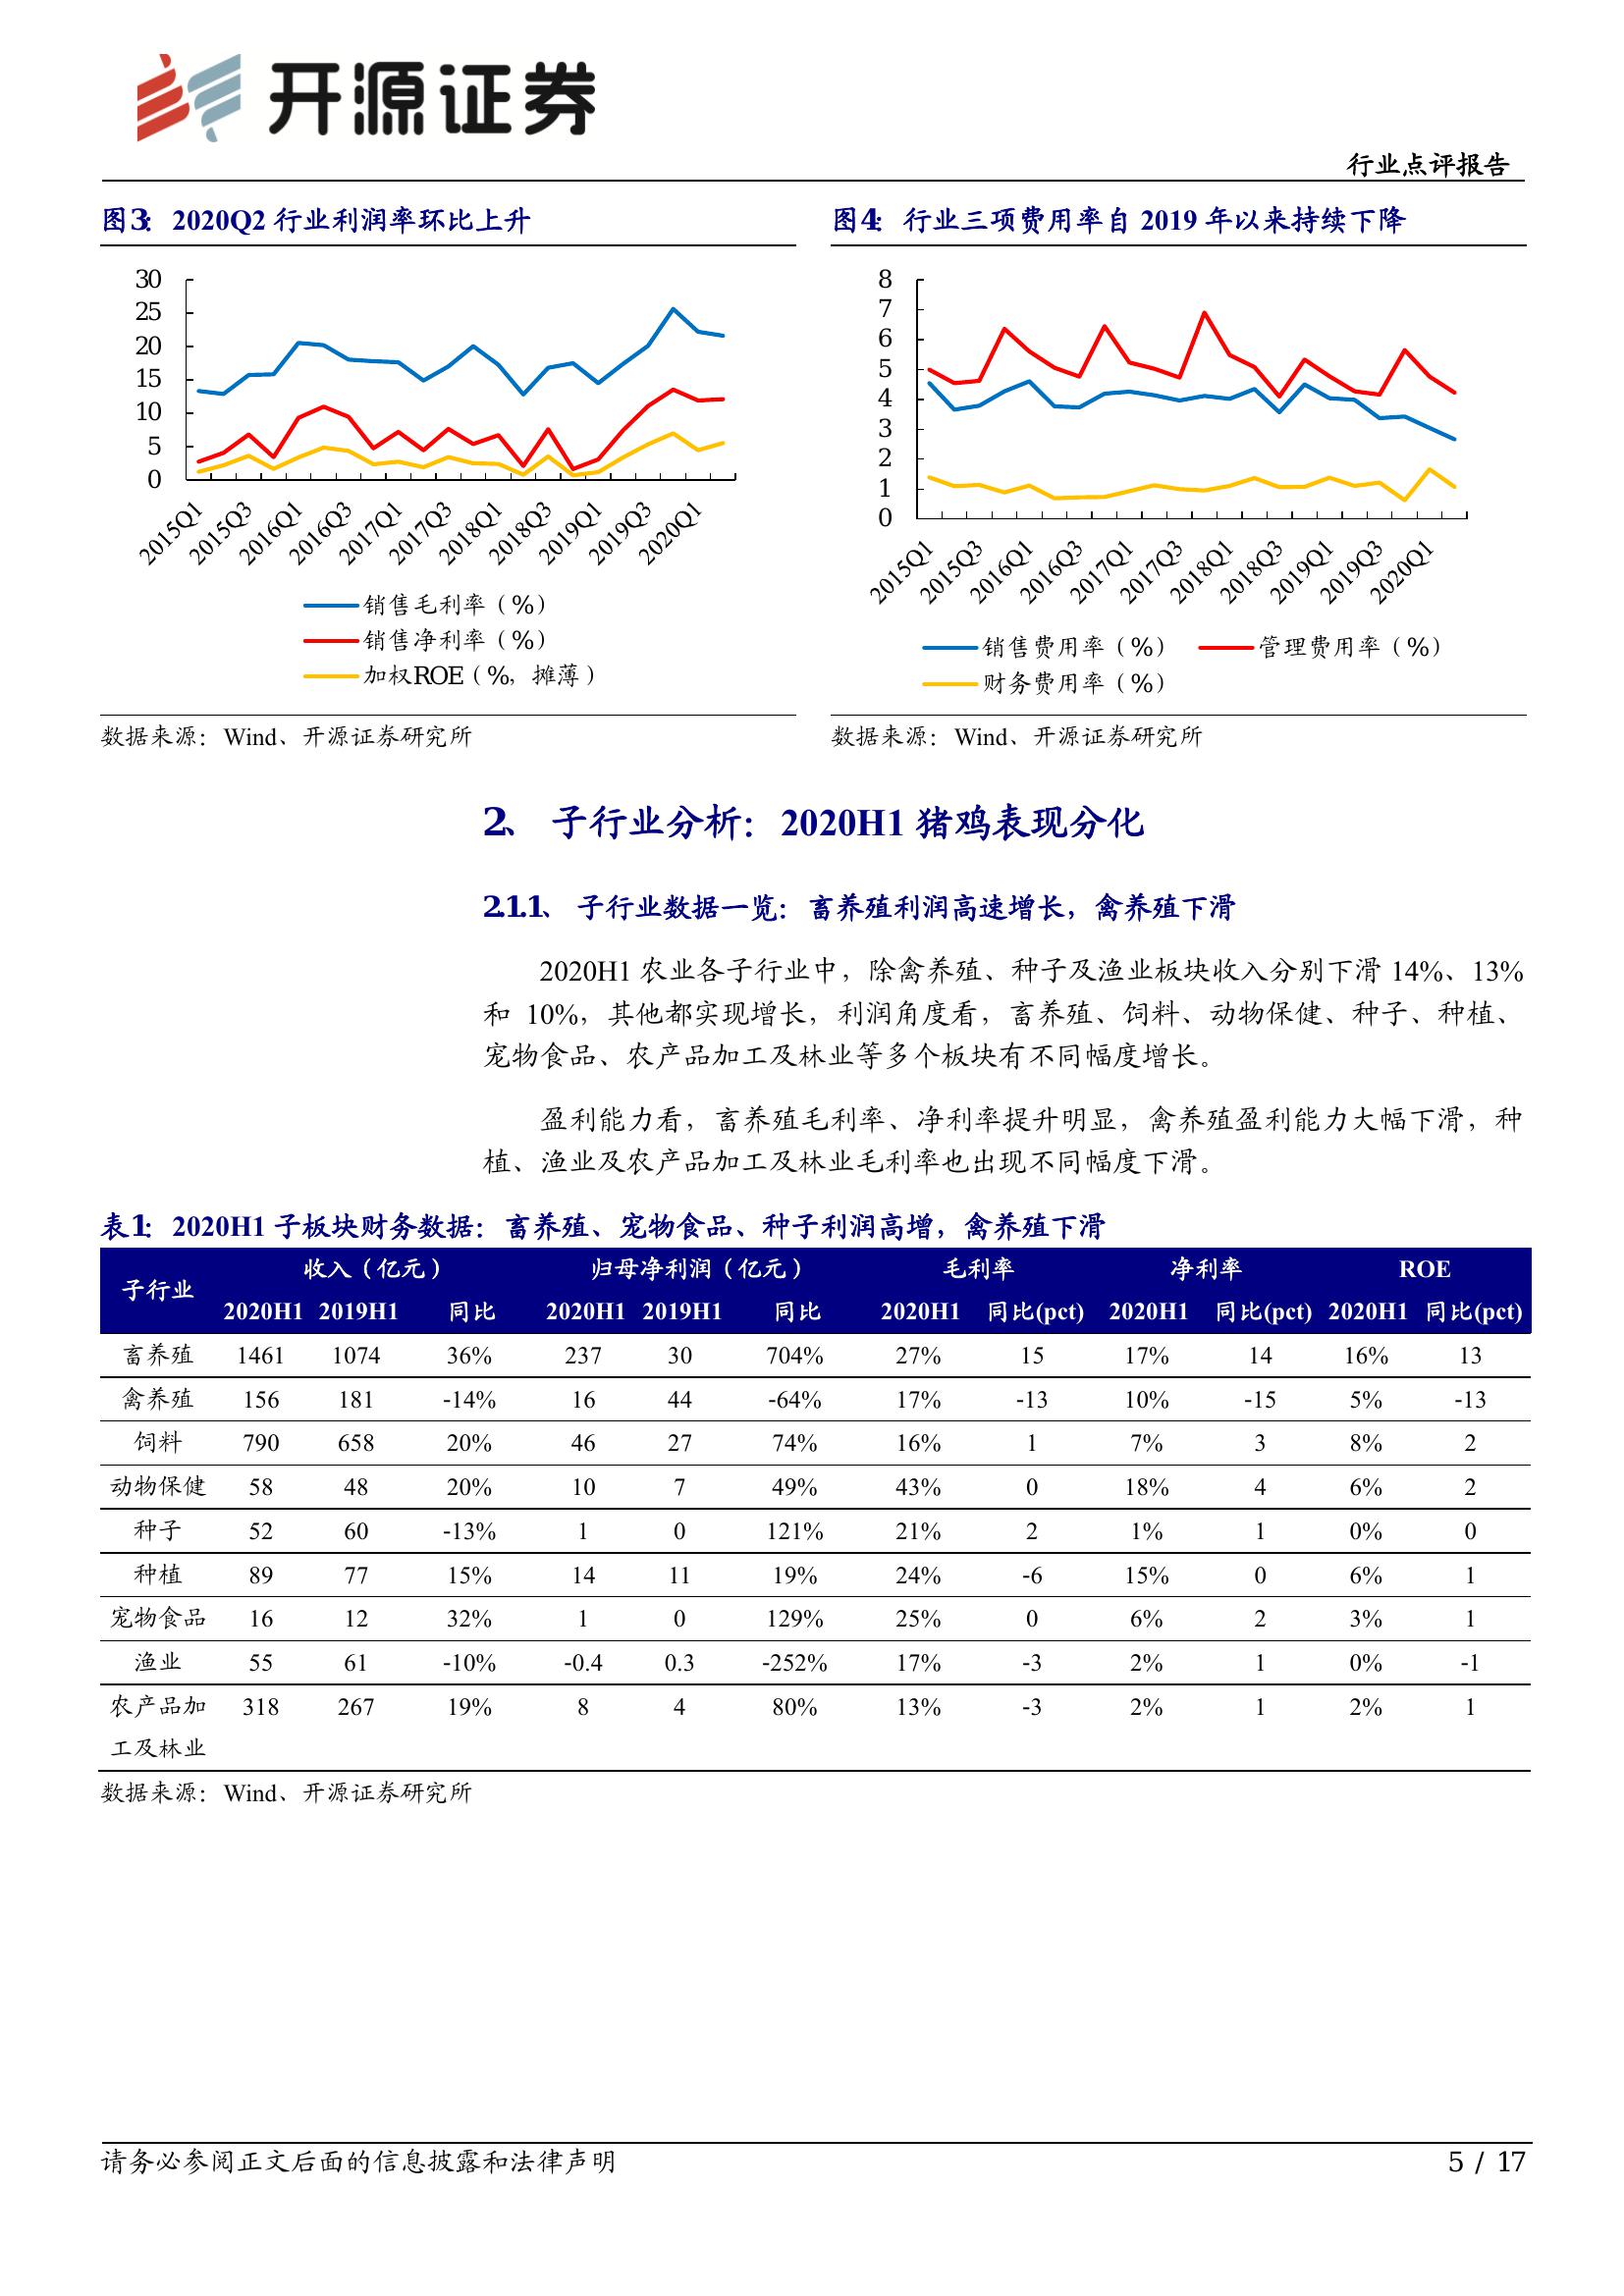 开源证券
行业点评报告
图3：2020Q2 行业利润率环比上升
30
25
20
15
10
5
0
2015Q1
2015Q3
2016Q1
2016Q3
2017Q1
2017Q3
2018Q1
2018Q3
2019Q1
2019Q3
2020Q1
销售毛利率（%）
销售净利率（%）
加权ROE（%，摊薄）
数据来源：Wind、开源证券研究所
图4：行业三项费用率自 2019 年以来持续下降
8
7
6
5
4
3
2
1
0
2015Q1
2015Q3
2016Q1
2016Q3
2017Q1
2017Q3
2018Q1
2018Q3
2019Q1
2019Q3
2020Q1
销售费用率（%） 管理费用率（%）
财务费用率（%）
数据来源：Wind、开源证券研究所
2、 子行业分析：2020H1 猪鸡表现分化
2.1.1、 子行业数据一览：畜养殖利润高速增长，禽养殖下滑
2020H1 农业各子行业中，除禽养殖、种子及渔业板块收入分别下滑 14%、13%
和 10%，其他都实现增长，利润角度看，畜养殖、饲料、动物保健、种子、种植、
宠物食品、农产品加工及林业等多个板块有不同幅度增长。
盈利能力看，畜养殖毛利率、净利率提升明显，禽养殖盈利能力大幅下滑，种
植、渔业及农产品加工及林业毛利率也出现不同幅度下滑。
表1：2020H1 子板块财务数据：畜养殖、宠物食品、种子利润高增，禽养殖下滑
子行业 收入（亿元） 归母净利润（亿元） 毛利率 净利率 ROE
2020H1 2019H1 同比 2020H1 2019H1 同比 2020H1 同比(pct) 2020H1 同比(pct) 2020H1 同比(pct)
畜养殖 1461 1074 36% 237 30 704% 27% 15 17% 14 16% 13
禽养殖 156 181 -14% 16 44 -64% 17% -13 10% -15 5% -13
饲料 790 658 20% 46 27 74% 16% 1 7% 3 8% 2
动物保健 58 48 20% 10 7 49% 43% 0 18% 4 6% 2
种子 52 60 -13% 1 0 121% 21% 2 1% 1 0% 0
种植 89 77 15% 14 11 19% 24% -6 15% 0 6% 1
宠物食品 16 12 32% 1 0 129% 25% 0 6% 2 3% 1
渔业 55 61 -10% -0.4 0.3 -252% 17% -3 2% 1 0% -1
农产品加 318 267 19% 8 4 80% 13% -3 2% 1 2% 1
工及林业
数据来源：Wind、开源证券研究所
请务必参阅正文后面的信息披露和法律声明
5 / 17